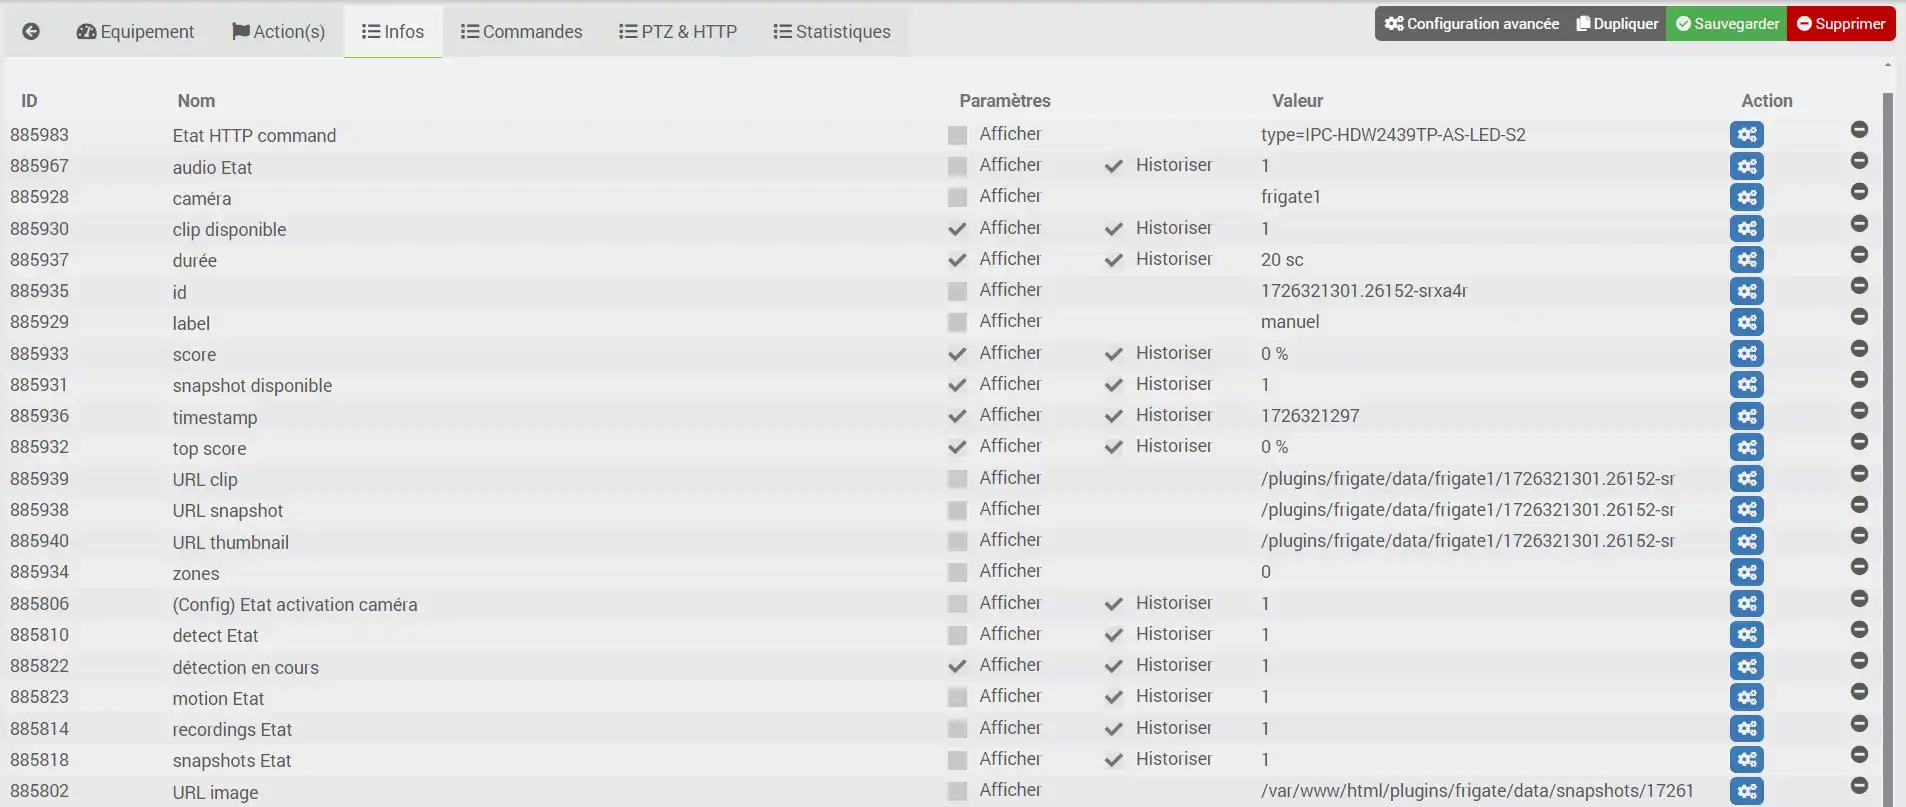 Equipement Action(s) Infos Commandes PTZ & HTTP Statistiques Configuration avancée Dupliquer Sauvegarder Supprimer
ID Nom Paramètres Valeur Action
885983 Etat HTTP command Afficher type=IPC-HDW2439TP-AS-LED-S2
885967 audio Etat Afficher Historiser 1
885928 caméra Afficher frigate1
885930 clip disponible Afficher Historiser 1
885937 durée Afficher Historiser 20 sc
885935 id Afficher 1726321301.26152-srxa4r
885929 label Afficher manuel
885933 score Afficher Historiser 0 %
885931 snapshot disponible Afficher Historiser 1
885936 timestamp Afficher Historiser 1726321297
885932 top score Afficher Historiser 0 %
885939 URL clip Afficher /plugins/frigate/data/frigate1/1726321301.26152-sr
885938 URL snapshot Afficher /plugins/frigate/data/frigate1/1726321301.26152-sr
885940 URL thumbnail Afficher /plugins/frigate/data/frigate1/1726321301.26152-sr
885934 zones Afficher 0
885806 (Config) Etat activation caméra Afficher Historiser 1
885810 detect Etat Afficher Historiser 1
885822 détection en cours Afficher Historiser 1
885823 motion Etat Afficher Historiser 1
885814 recordings Etat Afficher Historiser 1
885818 snapshots Etat Afficher Historiser 1
885802 URL image Afficher /var/www/html/plugins/frigate/data/snapshots/17261